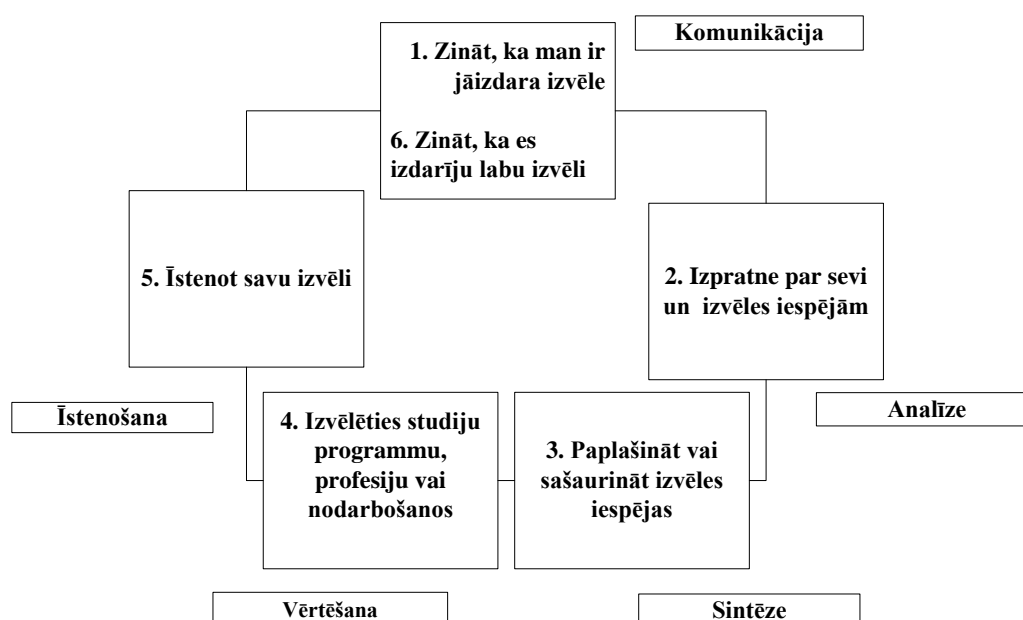 Komunikācija
1. Zināt, ka man ir
jāizdara izvēle
6. Zināt, ka es
izdarīju labu izvēli
5. Īstenot savu izvēli
2. Izpratne par sevi
un izvēles iespējām
Īstenošana
Analīze
4. Izvēlēties studiju
programmu,
profesiju vai
nodarbošanos
3. Paplašināt vai
sašaurināt izvēles
iespējas
Vērtēšana
Sintēze